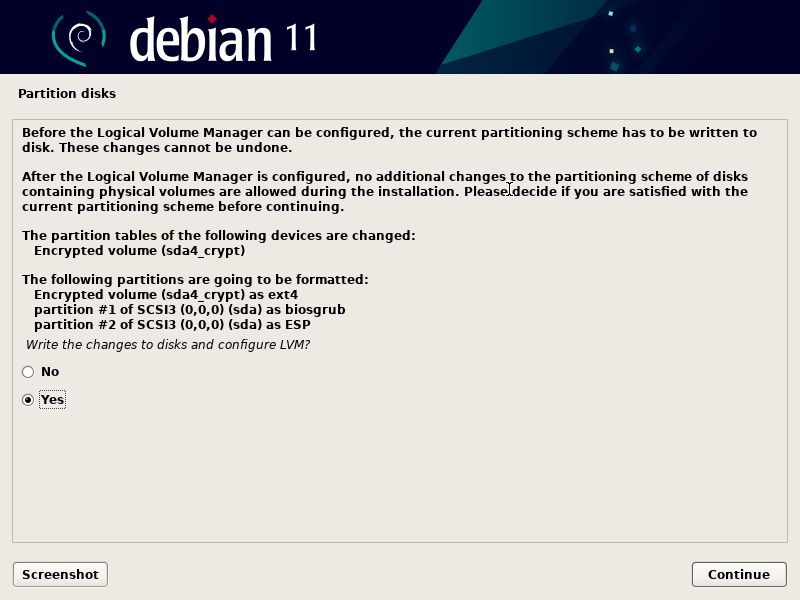 debian 11
Partition disks
Before the Logical Volume Manager can be configured, the current partitioning scheme has to be written to
disk. These changes cannot be undone.
After the Logical Volume Manager is configured, no additional changes to the partitioning scheme of disks
containing physical volumes are allowed during the installation. Please decide if you are satisfied with the
current partitioning scheme before continuing.
The partition tables of the following devices are changed:
Encrypted volume (sda4_crypt)
The following partitions are going to be formatted:
Encrypted volume (sda4_crypt) as ext4
partition #1 of SCSI3 (0,0,0) (sda) as biosgrub
partition #2 of SCSI3 (0,0,0) (sda) as ESP
Write the changes to disks and configure LVM?
No
Yes
Screenshot
Continue